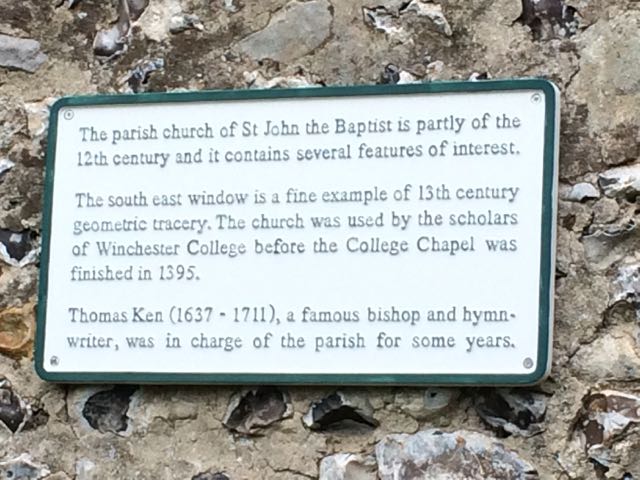 The parish church of St John the Baptist is partly of the
12th century and it contains several features of interest.
The south east window is a fine example of 13th century
geometric tracery. The church was used by the scholars
of Winchester College before the College Chapel was
finished in 1395.
Thomas Ken (1637 - 1711), a famous bishop and hymn-
writer, was in charge of the parish for some years.